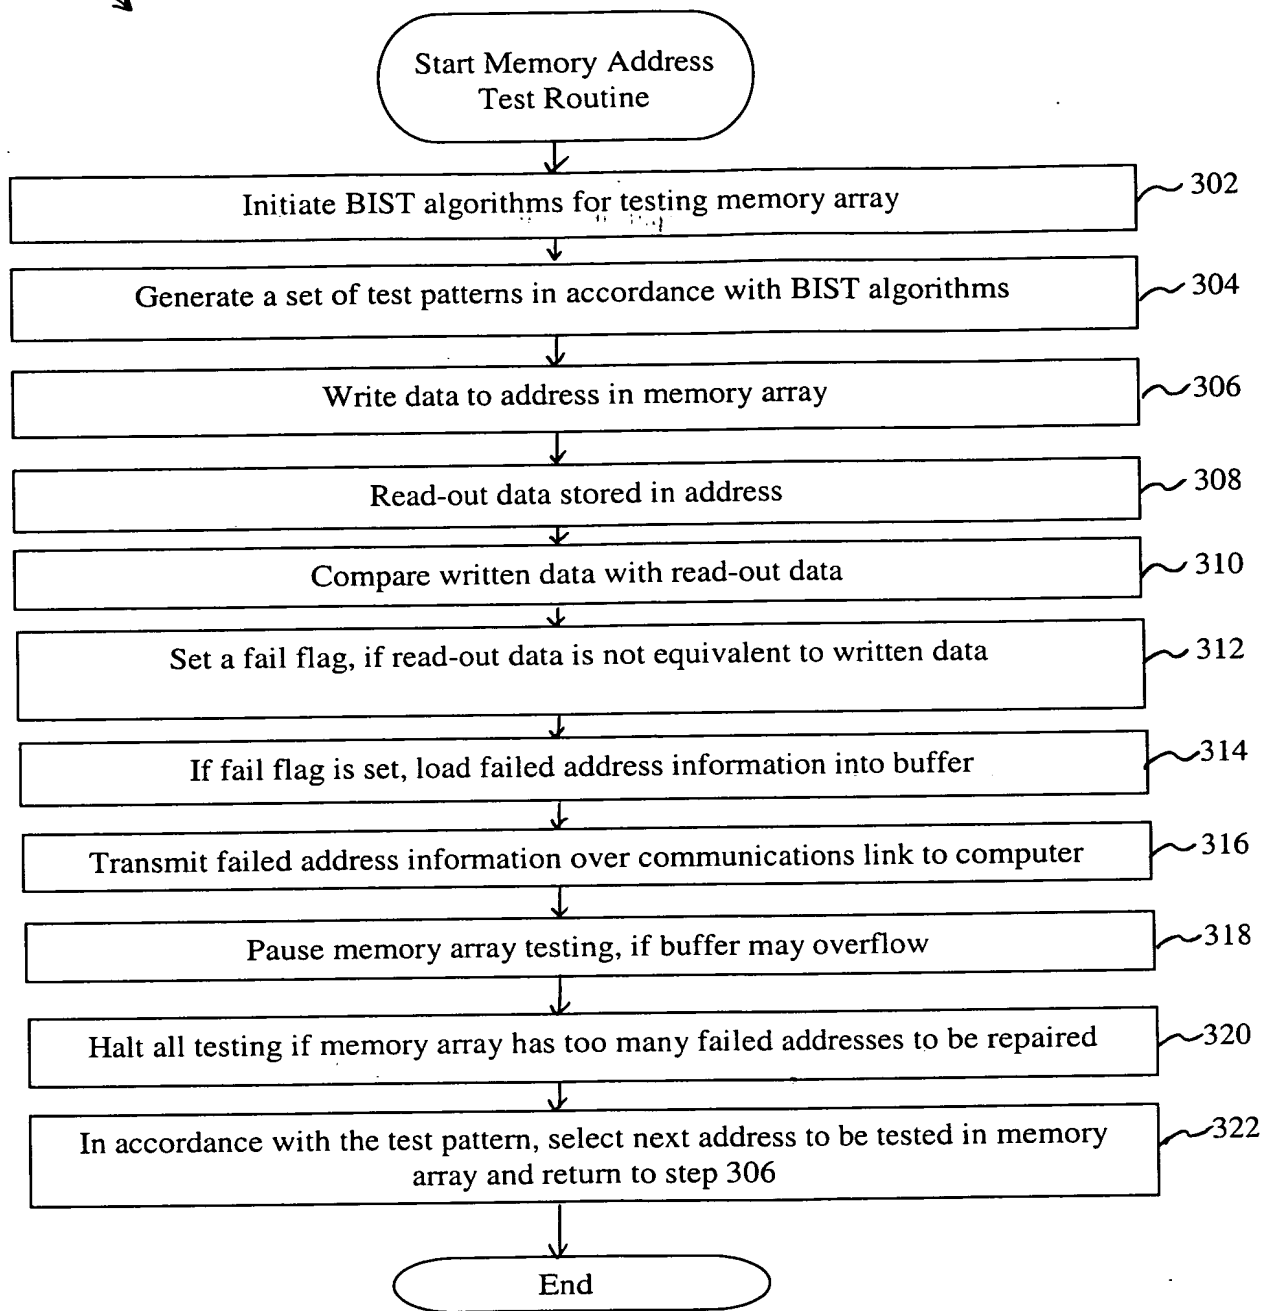 Start Memory Address
Test Routine
Initiate BIST algorithms for testing memory array
302
Generate a set of test patterns in accordance with BIST algorithms
304
Write data to address in memory array
306
Read-out data stored in address
308
Compare written data with read-out data
310
Set a fail flag, if read-out data is not equivalent to written data
312
If fail flag is set, load failed address information into buffer
314
Transmit failed address information over communications link to computer
316
Pause memory array testing, if buffer may overflow
318
Halt all testing if memory array has too many failed addresses to be repaired
320
In accordance with the test pattern, select next address to be tested in memory
array and return to step 306
322
End